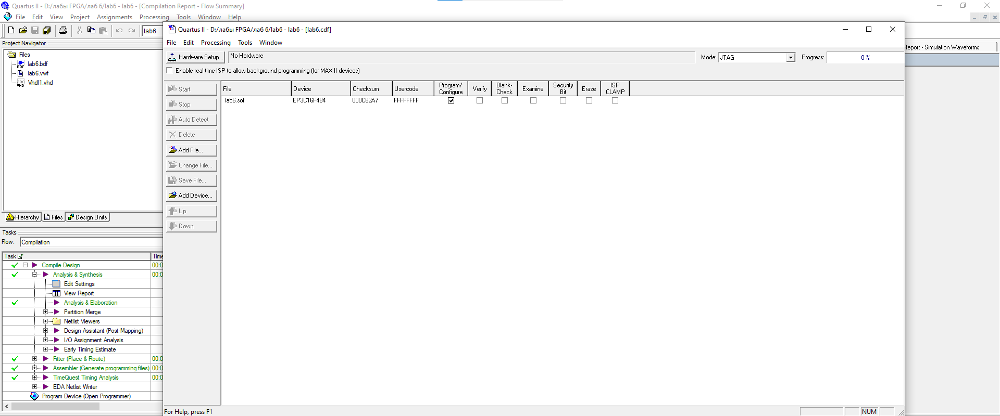 Quartus II - D:/лабы FPGA/лаб 6/lab6 - lab6 - [Compilation Report - Flow Summary]
File Edit View Project Assignments Processing Tools Window Help
lab6
Project Navigator
Files
lab6.bdf
lab6.vwf
Vhdl1.vhd
Hierarchy Files Design Units
Tasks
Flow: Compilation
Task Time
Compile Design 00:0
Analysis & Synthesis 00:0
Edit Settings
View Report
Analysis & Elaboration
Partition Merge
Netlist Viewers
Design Assistant (Post-Mapping)
I/O Assignment Analysis
Early Timing Estimate
Fitter (Place & Route) 00:0
Assembler (Generate programming files) 00:0
TimeQuest Timing Analysis 00:0
EDA Netlist Writer
Program Device (Open Programmer)
Quartus II - D:/лабы FPGA/лаб 6/lab6 - lab6 - [lab6.cdf]
File Edit Processing Tools Window
Hardware Setup... No Hardware Mode: JTAG Progress: 0 %
Enable real-time ISP to allow background programming (for MAX II devices)
Start
Stop
Auto Detect
Delete
Add File...
Change File...
Save File...
Add Device...
Up
Down
File Device Checksum Usercode Program/ Configure Verify Blank- Check Examine Security Bit Erase ISP CLAMP
lab6.sof EP3C16F484 000C82A7 FFFFFFFF
For Help, press F1 NUM
Report - Simulation Waveforms